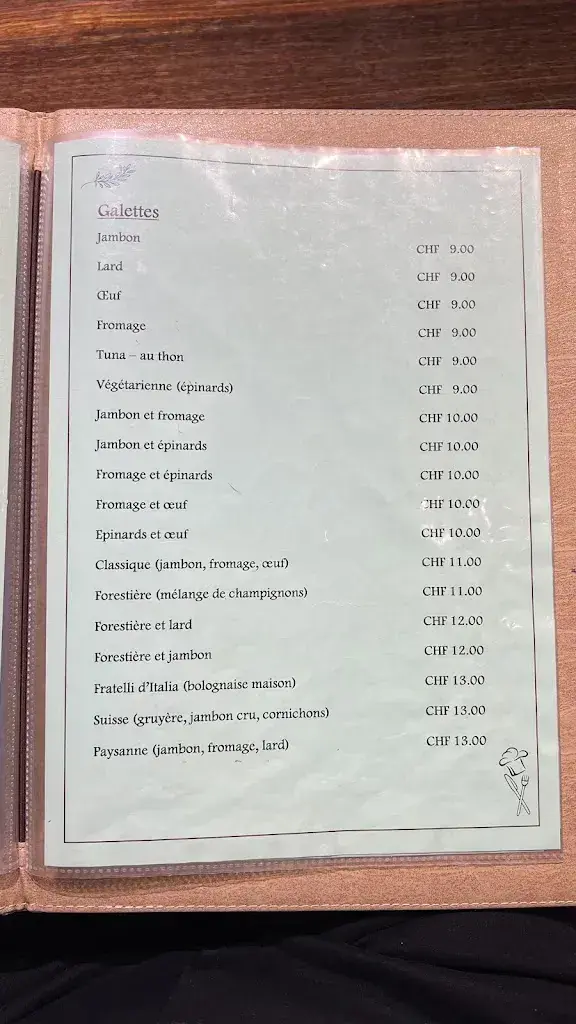 Galettes
Jambon CHF 9.00
Lard CHF 9.00
Œuf CHF 9.00
Fromage CHF 9.00
Tuna – au thon CHF 9.00
Végétarienne (épinards) CHF 9.00
Jambon et fromage CHF 10.00
Jambon et épinards CHF 10.00
Fromage et épinards CHF 10.00
Fromage et œuf CHF 10.00
Epinards et œuf CHF 10.00
Classique (jambon, fromage, œuf) CHF 11.00
Forestière (mélange de champignons) CHF 11.00
Forestière et lard CHF 12.00
Forestière et jambon CHF 12.00
Fratelli d'Italia (bolognaise maison) CHF 13.00
Suisse (gruyère, jambon cru, cornichons) CHF 13.00
Paysanne (jambon, fromage, lard) CHF 13.00